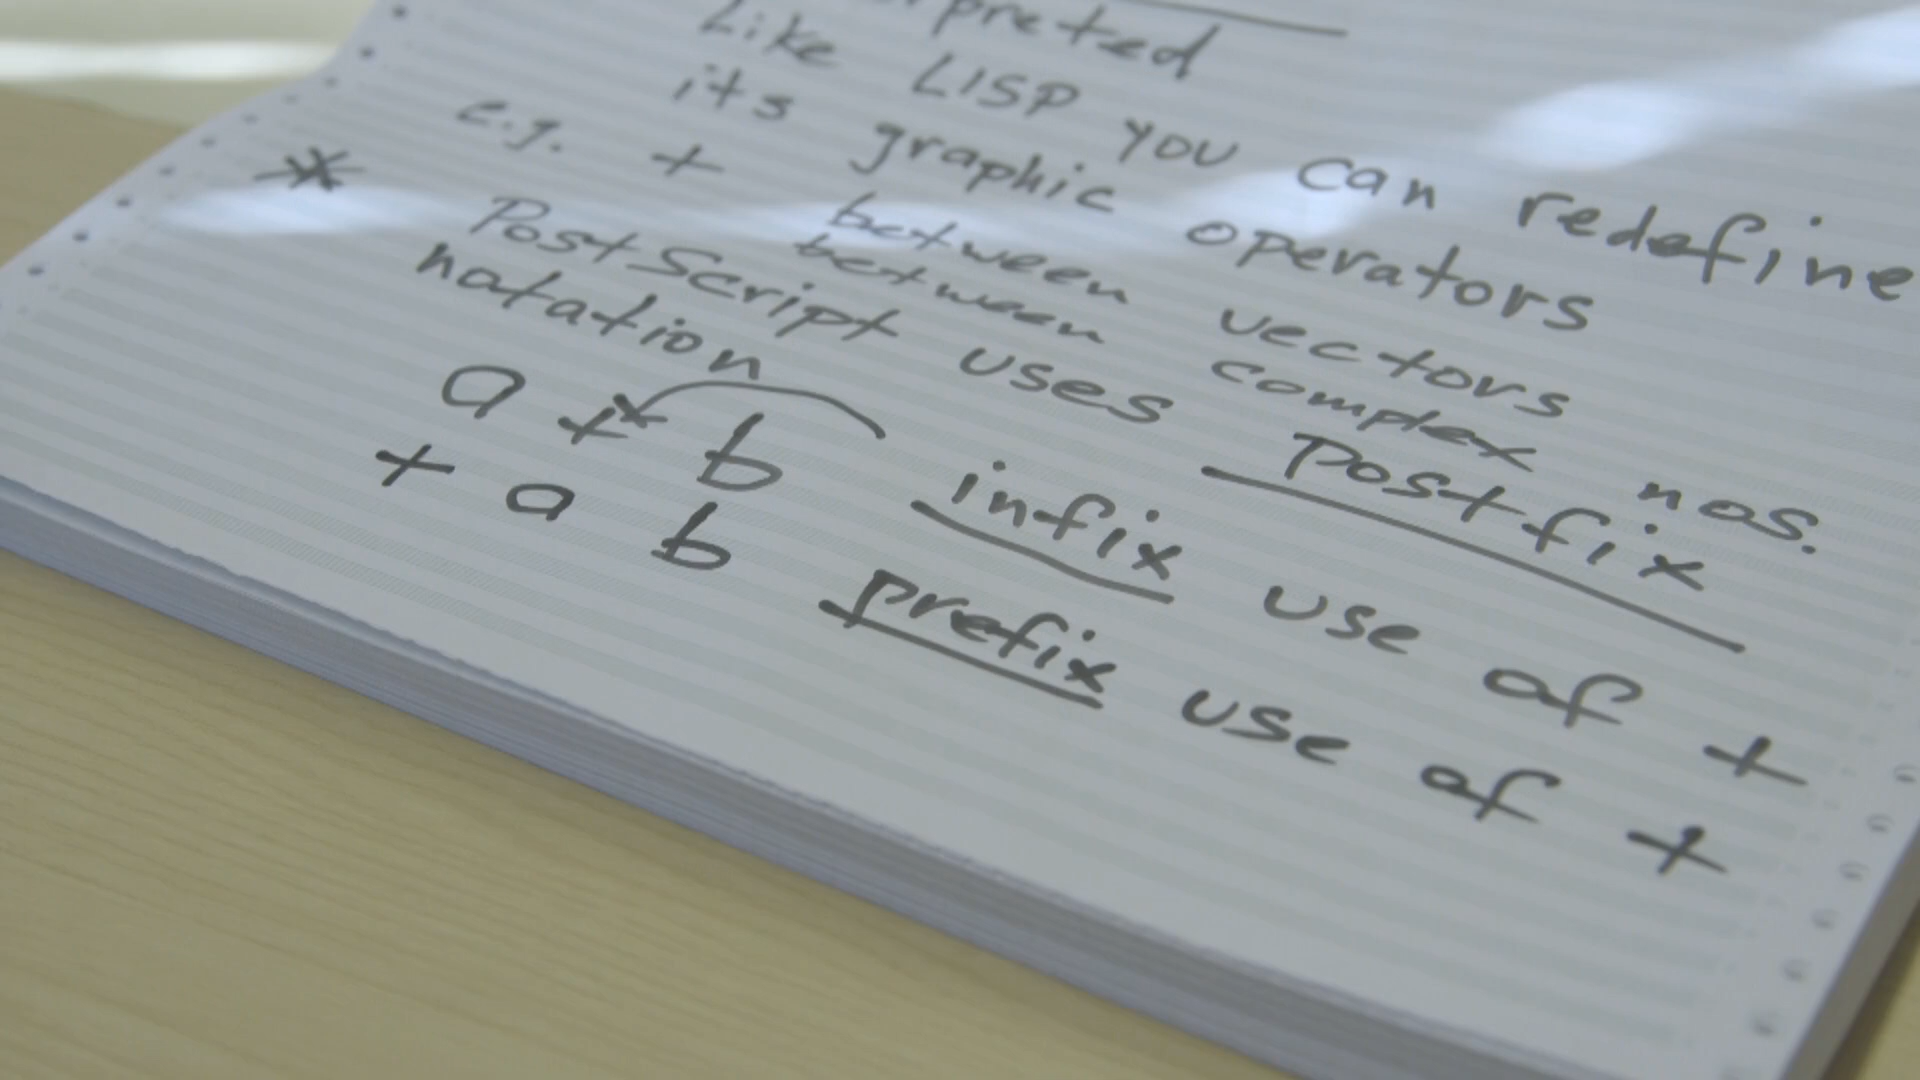 rpreted
Like LISP you can redefine
its graphic operators
e.g. + between vectors
between complex nos.
* PostScript uses Postfix
notation
a + b infix use of +
+ a b prefix use of +